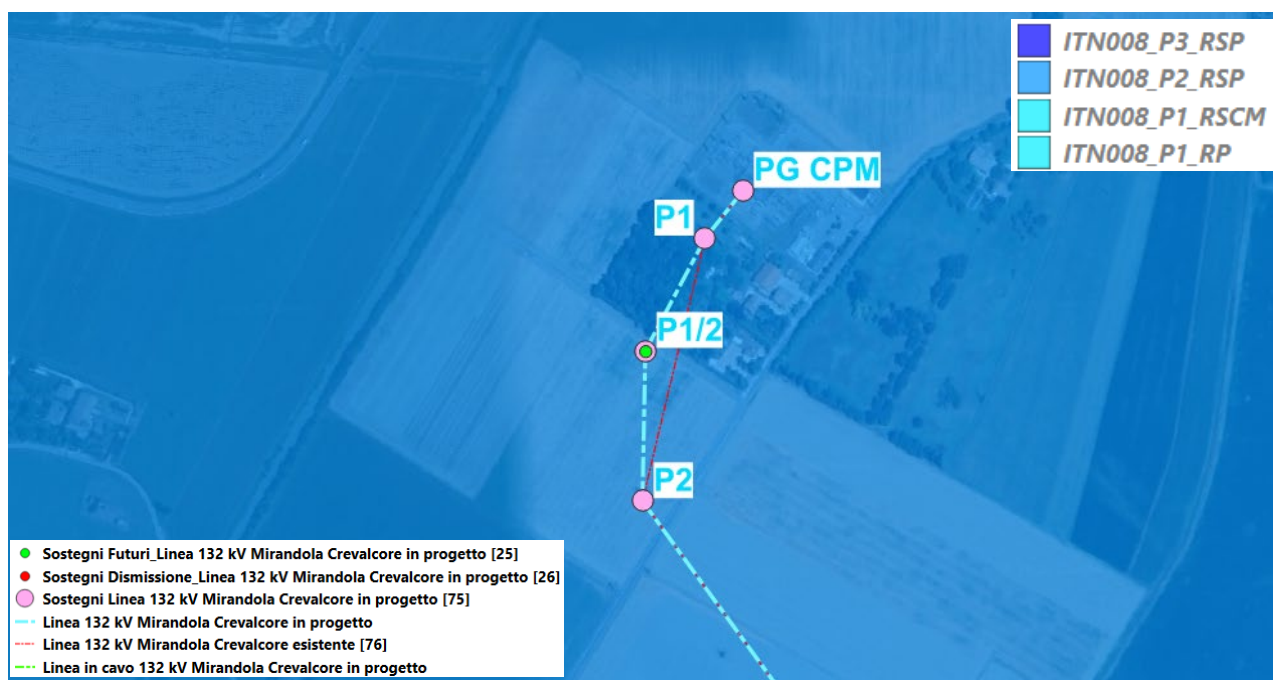 ITN008_P3_RSP
ITN008_P2_RSP
ITN008_P1_RSCM
ITN008_P1_RP
PG CPM
P1
P1/2
P2
Sostegni Futuri_Linea 132 kV Mirandola Crevalcore in progetto [25]
Sostegni Dismissione_Linea 132 kV Mirandola Crevalcore in progetto [26]
Sostegni Linea 132 kV Mirandola Crevalcore in progetto [75]
Linea 132 kV Mirandola Crevalcore in progetto
Linea 132 kV Mirandola Crevalcore esistente [76]
Linea in cavo 132 kV Mirandola Crevalcore in progetto